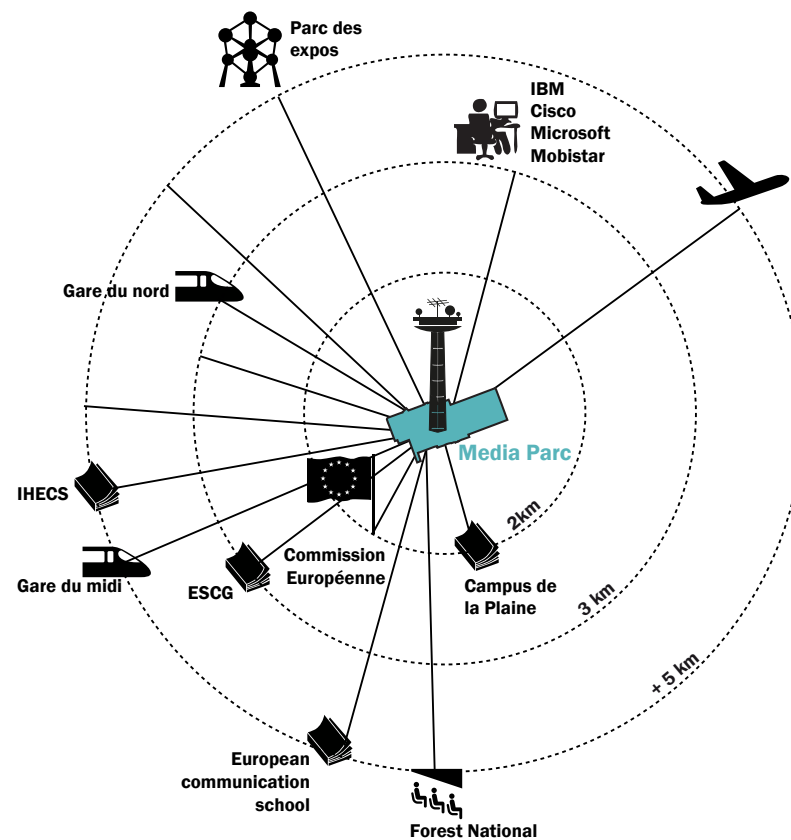 Parc des
expos
IBM
Cisco
Microsoft
Mobistar
Gare du nord
Media Parc
IHECS
2km
Commission
Européenne
Gare du midi
ESCG
Campus de
la Plaine
3 km
+ 5 km
European
communication
school
Forest National